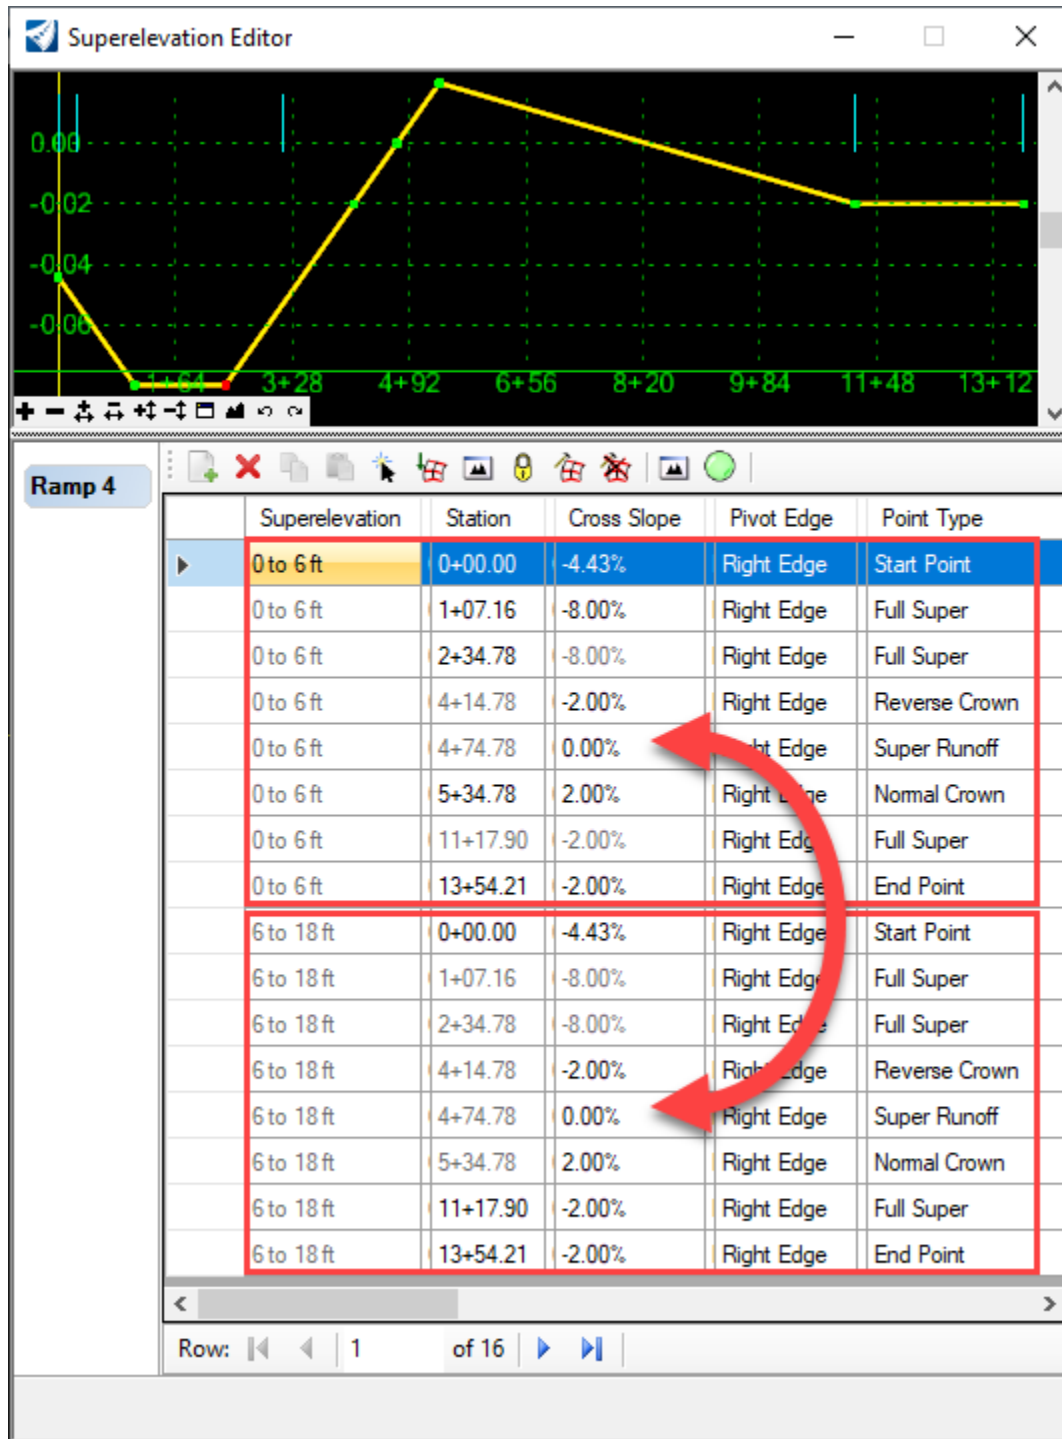 Superelevation Editor
0.00
-0.02
-0.04
-0.06
1+64 3+28 4+92 6+56 8+20 9+84 11+48 13+12
Ramp 4
Superelevation Station Cross Slope Pivot Edge Point Type
0 to 6 ft 0+00.00 -4.43% Right Edge Start Point
0 to 6 ft 1+07.16 -8.00% Right Edge Full Super
0 to 6 ft 2+34.78 -8.00% Right Edge Full Super
0 to 6 ft 4+14.78 -2.00% Right Edge Reverse Crown
0 to 6 ft 4+74.78 0.00% Right Edge Super Runoff
0 to 6 ft 5+34.78 2.00% Right Edge Normal Crown
0 to 6 ft 11+17.90 -2.00% Right Edge Full Super
0 to 6 ft 13+54.21 -2.00% Right Edge End Point
6 to 18 ft 0+00.00 -4.43% Right Edge Start Point
6 to 18 ft 1+07.16 -8.00% Right Edge Full Super
6 to 18 ft 2+34.78 -8.00% Right Edge Full Super
6 to 18 ft 4+14.78 -2.00% Right Edge Reverse Crown
6 to 18 ft 4+74.78 0.00% Right Edge Super Runoff
6 to 18 ft 5+34.78 2.00% Right Edge Normal Crown
6 to 18 ft 11+17.90 -2.00% Right Edge Full Super
6 to 18 ft 13+54.21 -2.00% Right Edge End Point
Row: 1 of 16